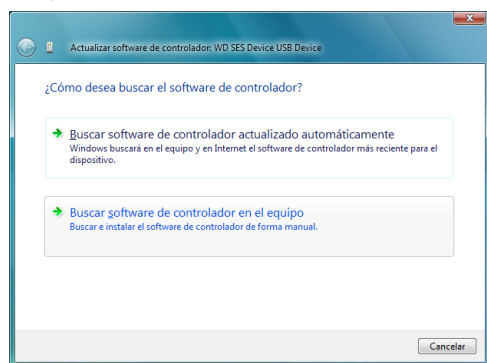 Actualizar software de controlador: WD SES Device USB Device
¿Cómo desea buscar el software de controlador?
Buscar software de controlador actualizado automáticamente
Windows buscará en el equipo y en Internet el software de controlador más reciente para el
dispositivo.
Buscar software de controlador en el equipo
Buscar e instalar el software de controlador de forma manual.
Cancelar